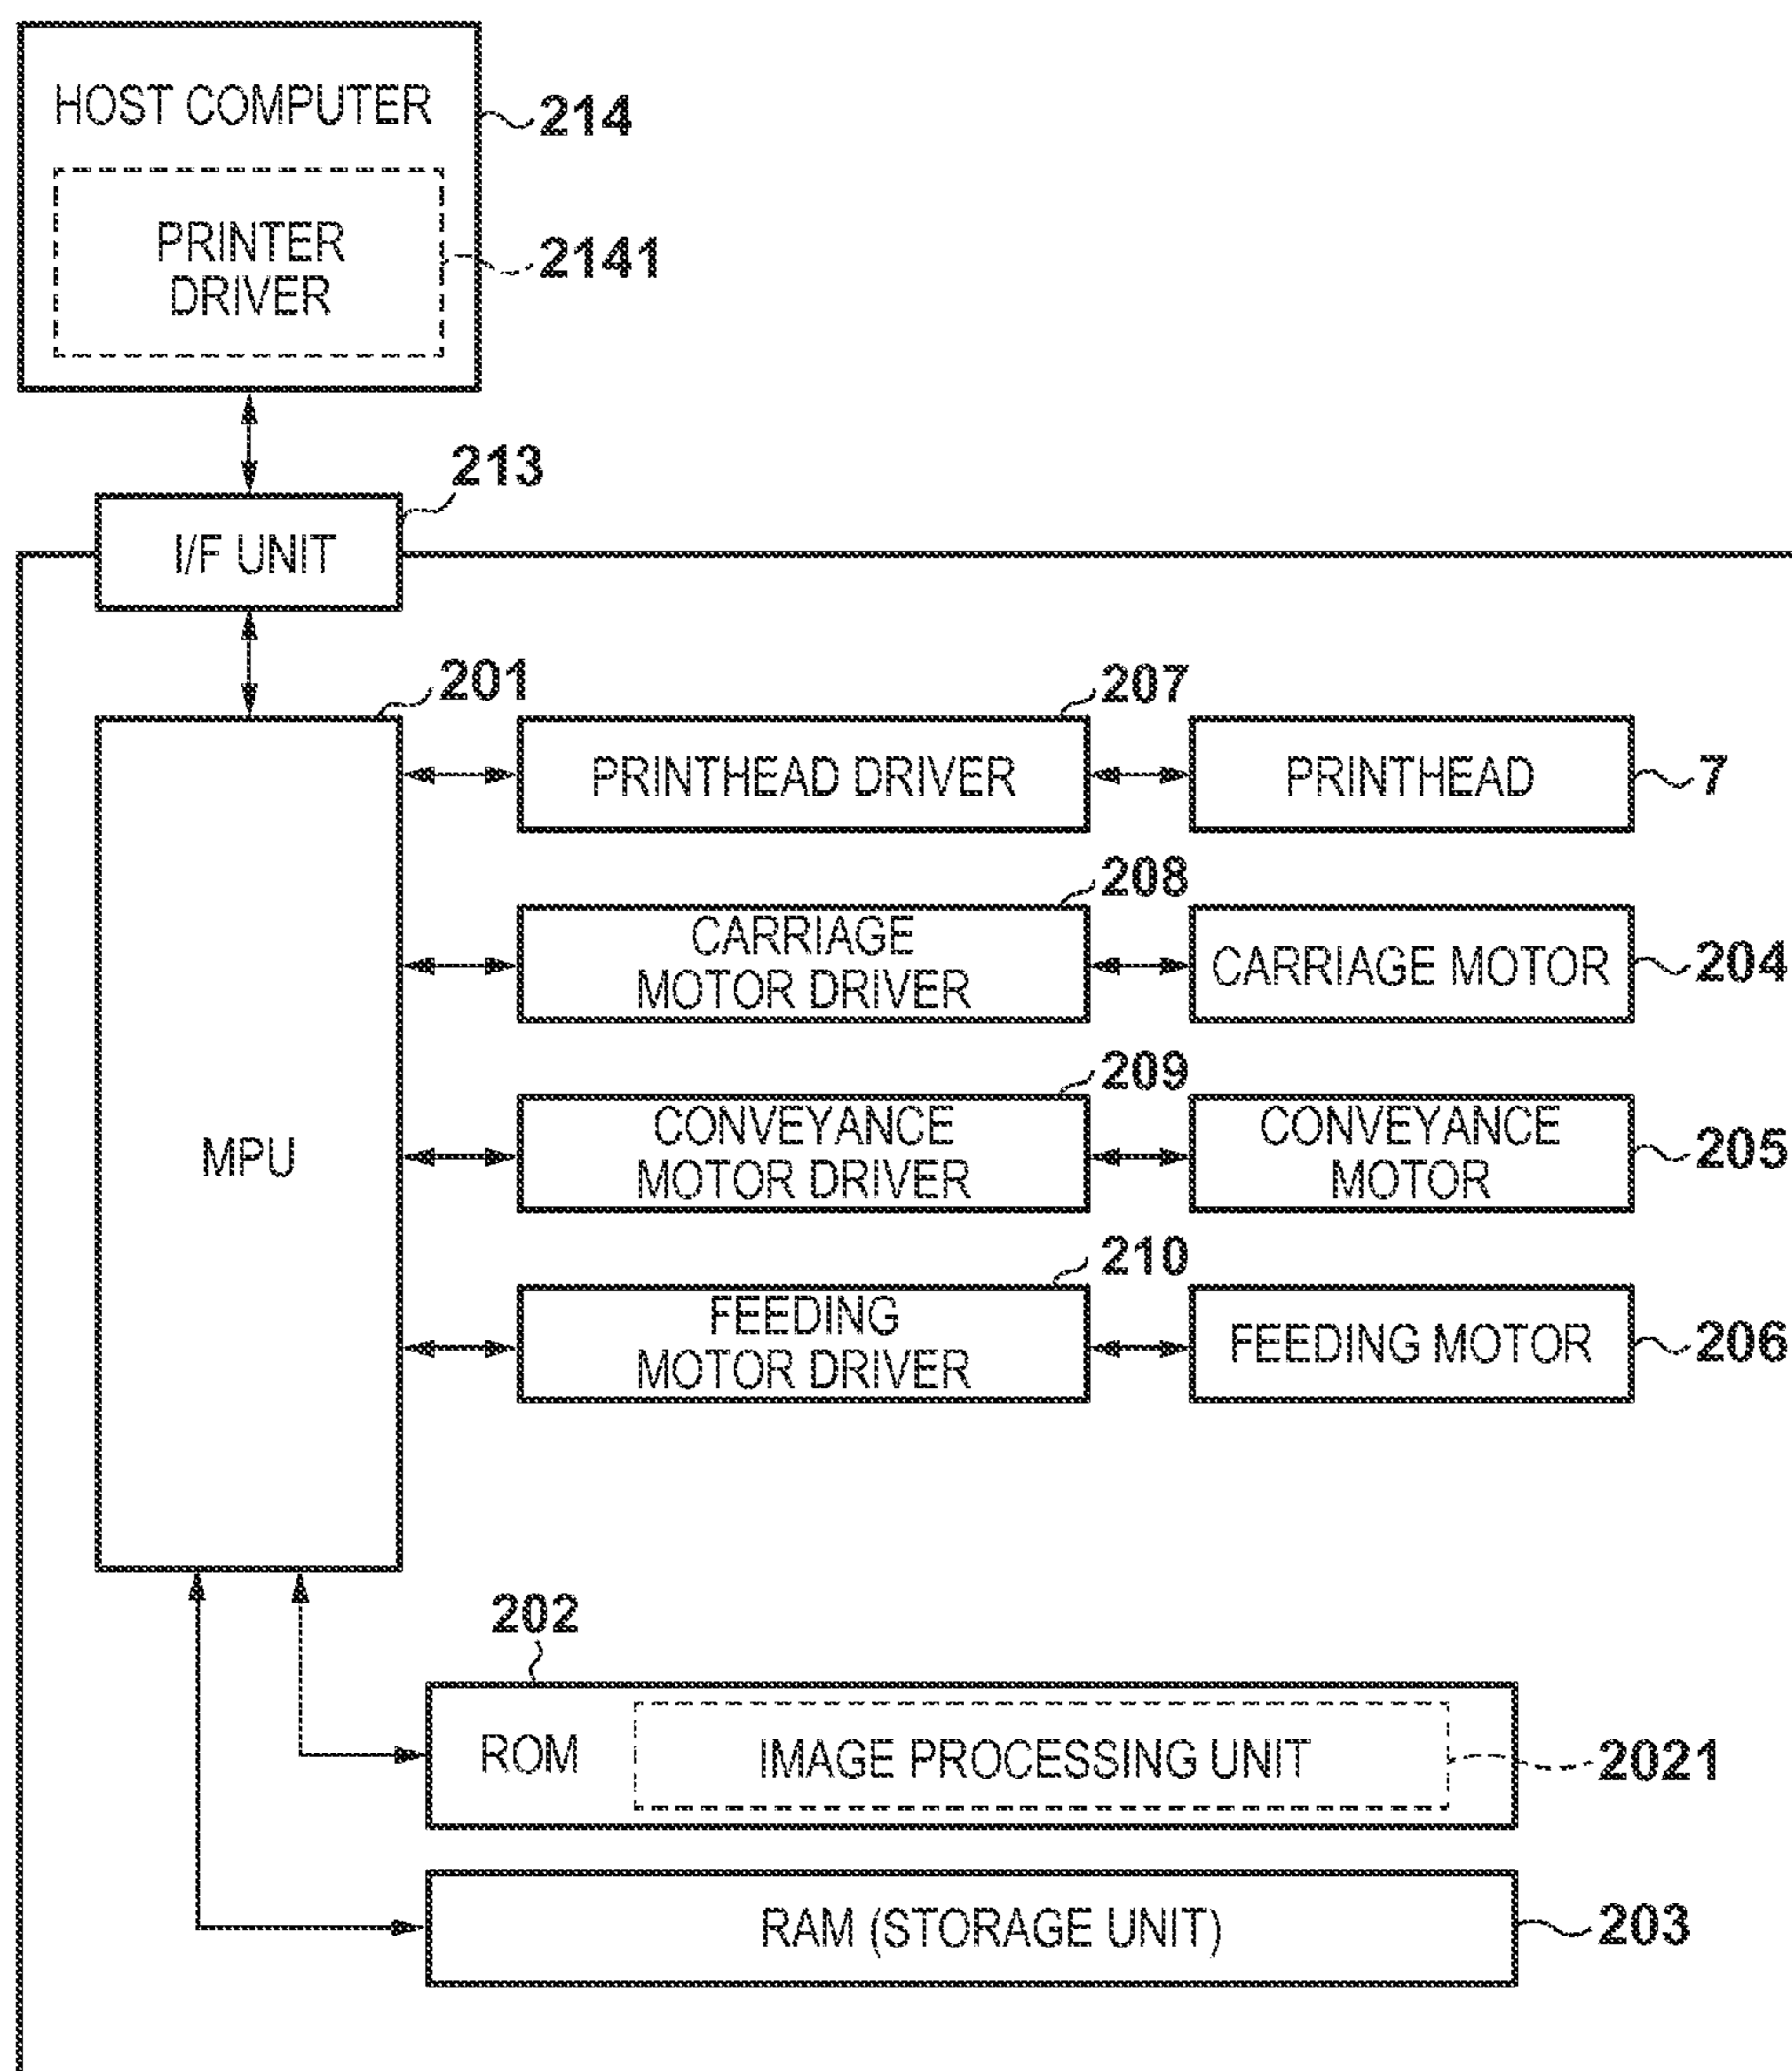 HOST COMPUTER
214
PRINTER
DRIVER
2141
213
I/F UNIT
201
207
PRINTHEAD DRIVER
PRINTHEAD
7
208
CARRIAGE
MOTOR DRIVER
CARRIAGE MOTOR
204
209
MPU
CONVEYANCE
MOTOR DRIVER
CONVEYANCE
MOTOR
205
210
FEEDING
MOTOR DRIVER
FEEDING MOTOR
206
202
ROM
IMAGE PROCESSING UNIT
2021
RAM (STORAGE UNIT)
203